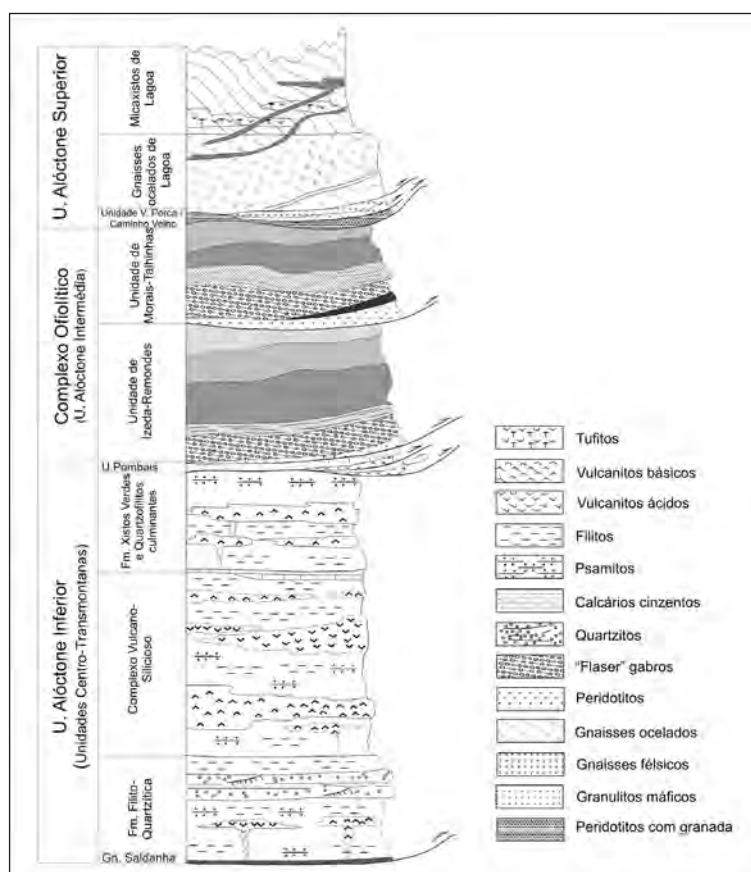 U. Alóctone Superior
Micaxistos de
Lagoa
Gnaisses
ocelados de
Lagoa
Unidade V. Porca /
Caminho Velho
Complexo Ofiolítico
(U. Alóctone Intermédia)
Unidade de
Morais-Talhinhas
Unidade de
Izeda-Remondes
U. Alóctone Inferior
(Unidades Centro-Transmontanas)
U.Pombais
Fm. Xistos Verdes
e Quartzofilitos
culminantes
Complexo Vulcano-
Silicioso
Fm. Filito-
Quartzítica
Gn. Saldanha
Tufitos
Vulcanitos básicos
Vulcanitos ácidos
Filitos
Psamitos
Calcários cinzentos
Quartzitos
"Flaser" gabros
Peridotitos
Gnaisses ocelados
Gnaisses félsicos
Granulitos máficos
Peridotitos com granada